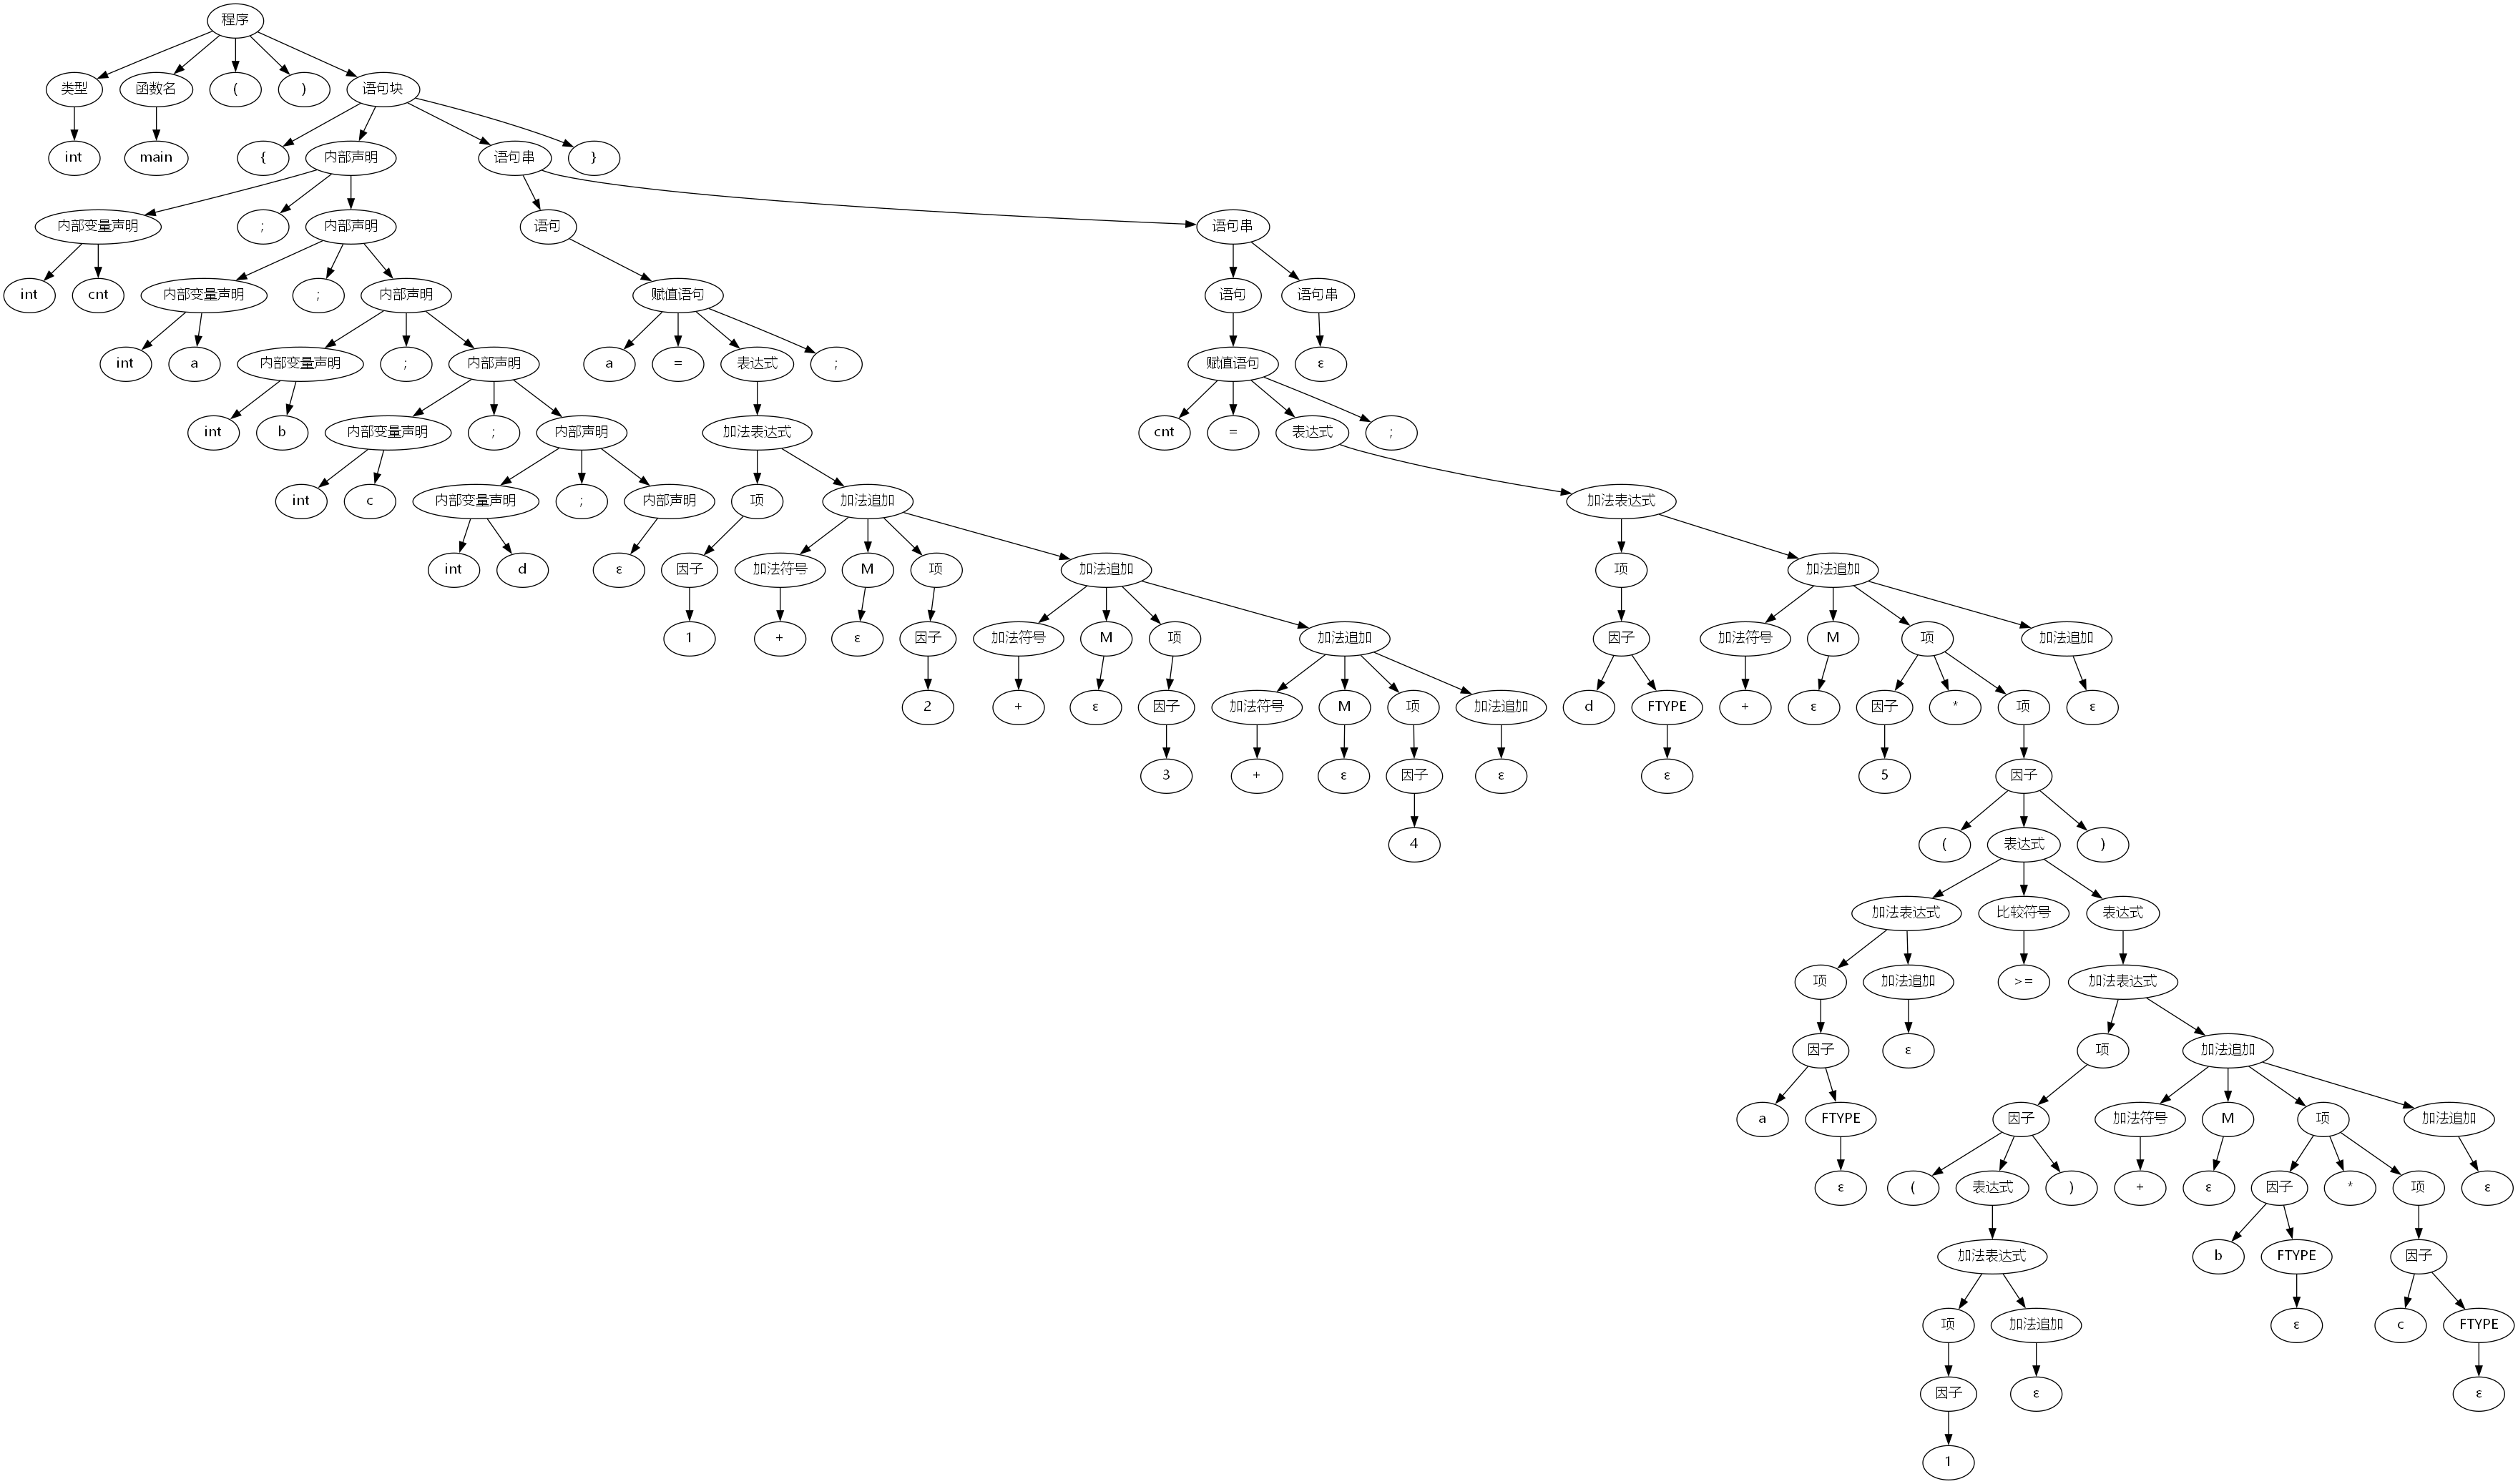 程序
类型 函数名 ( ) 语句块
int main { 内部声明 语句串 }
内部变量声明 ; 内部声明 语句 语句串
int cnt 内部变量声明 ; 内部声明 赋值语句 语句 语句串
int a 内部变量声明 ; 内部声明 a = 表达式 ; 赋值语句 ε
int b 内部变量声明 ; 内部声明 加法表达式 cnt = 表达式 ;
int c 内部变量声明 ; 内部声明 项 加法追加 加法表达式
int d ε 因子 加法符号 M 项 加法追加 项 加法追加
1 + ε 因子 加法符号 M 项 加法追加 因子 加法符号 M 项 加法追加
2 + ε 因子 加法符号 M 项 加法追加 d FTYPE + ε 因子 * 项 ε
3 + ε 因子 ε ε 5 因子
4 ( 表达式 )
加法表达式 比较符号 表达式
项 加法追加 >= 加法表达式
因子 ε 项 加法追加
a FTYPE 因子 加法符号 M 项 加法追加
ε ( 表达式 ) + ε 因子 * 项 ε
加法表达式 b FTYPE 因子
项 加法追加 ε c FTYPE
因子 ε ε
1